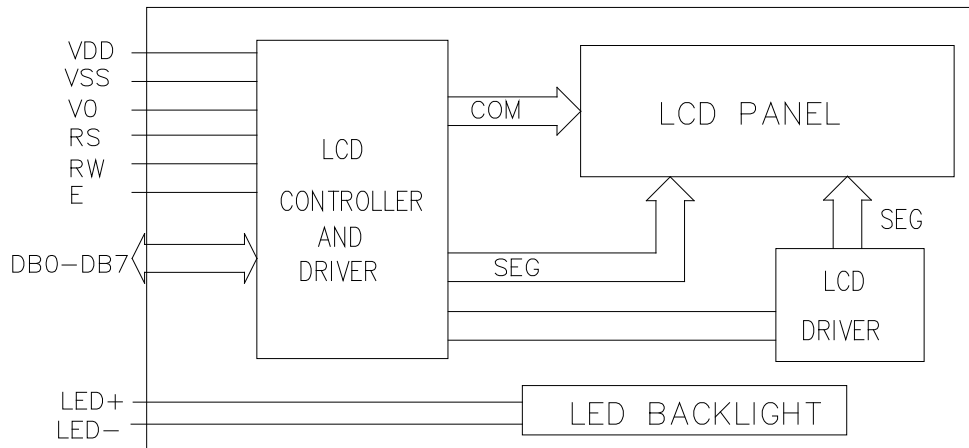 VDD
VSS
VO
RS
RW
E
DB0-DB7
LED+
LED-
LCD
CONTROLLER
AND
DRIVER
COM
SEG
LCD PANEL
SEG
LCD
DRIVER
LED BACKLIGHT